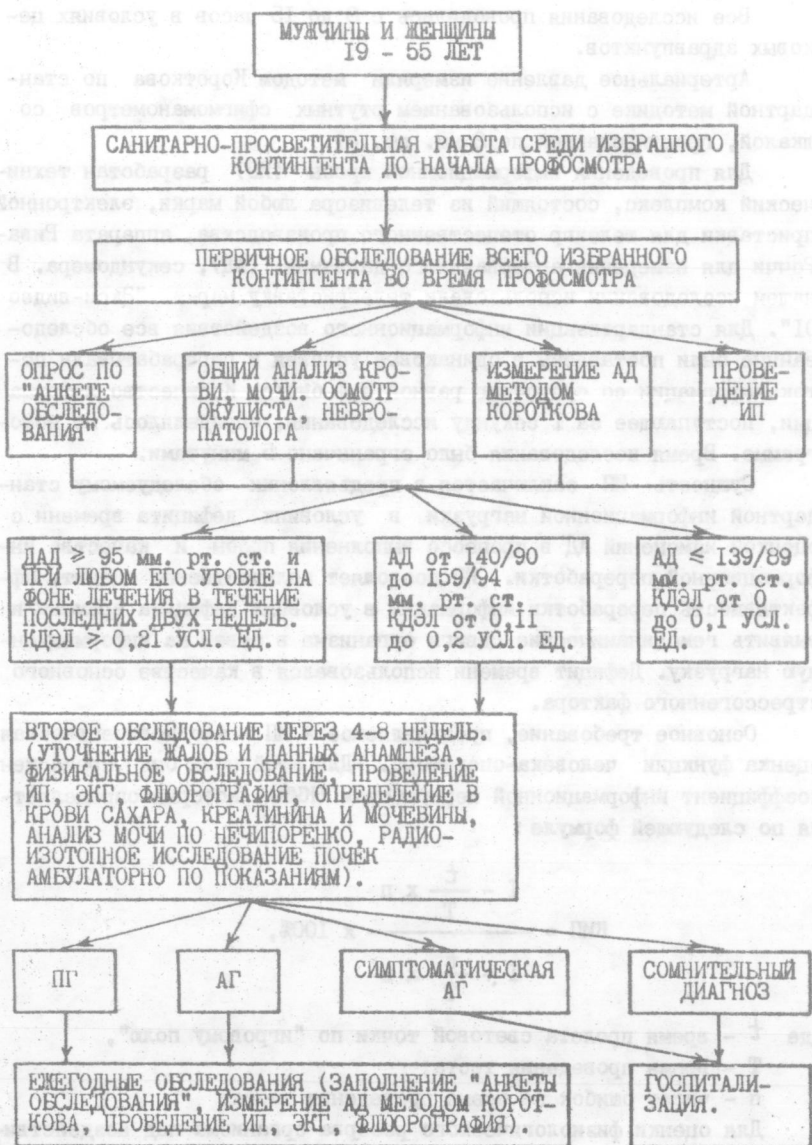 МУЖЧИНЫ И ЖЕНЩИНЫ
I9 - 55 ЛЕТ
САНИТАРНО-ПРОСВЕТИТЕЛЬНАЯ РАБОТА СРЕДИ ИЗБРАННОГО
КОНТИНГЕНТА ДО НАЧАЛА ПРОФОСМОТРА
ПЕРВИЧНОЕ ОБСЛЕДОВАНИЕ ВСЕГО ИЗБРАННОГО
КОНТИНГЕНТА ВО ВРЕМЯ ПРОФОСМОТРА
ОПРОС ПО
"АНКЕТЕ
ОБСЛЕДО-
ВАНИЯ"
ОБЩИЙ АНАЛИЗ КРО-
ВИ, МОЧИ. ОСМОТР
ОКУЛИСТА, НЕВРО-
ПАТОЛОГА
ИЗМЕРЕНИЕ АД
МЕТОДОМ
КОРОТКОВА
ПРОВЕ-
ДЕНИЕ
ИП
ДАД ≥ 95 мм. рт. ст. и
ПРИ ЛЮБОМ ЕГО УРОВНЕ НА
ФОНЕ ЛЕЧЕНИЯ В ТЕЧЕНИЕ
ПОСЛЕДНИХ ДВУХ НЕДЕЛЬ.
КДЭЛ ≥ 0,2I УСЛ. ЕД.
АД от I40/90
до I59/94
мм. рт. ст.
КДЭЛ от 0,II
до 0,2 УСЛ. ЕД.
АД ≤ I39/89
мм. рт. ст.
КДЭЛ от 0
до 0,I УСЛ.
ЕД.
ВТОРОЕ ОБСЛЕДОВАНИЕ ЧЕРЕЗ 4-8 НЕДЕЛЬ.
(УТОЧНЕНИЕ ЖАЛОБ И ДАННЫХ АНАМНЕЗА,
ФИЗИКАЛЬНОЕ ОБСЛЕДОВАНИЕ, ПРОВЕДЕНИЕ
ИП, ЭКГ, ФЛЮОРОГРАФИЯ, ОПРЕДЕЛЕНИЕ В
КРОВИ САХАРА, КРЕАТИНИНА И МОЧЕВИНЫ,
АНАЛИЗ МОЧИ ПО НЕЧИПОРЕНКО, РАДИО-
ИЗОТОПНОЕ ИССЛЕДОВАНИЕ ПОЧЕК
АМБУЛАТОРНО ПО ПОКАЗАНИЯМ).
ПГ
АГ
СИМПТОМАТИЧЕСКАЯ
АГ
СОМНИТЕЛЬНЫЙ
ДИАГНОЗ
ЕЖЕГОДНЫЕ ОБСЛЕДОВАНИЯ (ЗАПОЛНЕНИЕ "АНКЕТЫ
ОБСЛЕДОВАНИЯ", ИЗМЕРЕНИЕ АД МЕТОДОМ КОРОТ-
КОВА, ПРОВЕДЕНИЕ ИП, ЭКГ, ФЛЮОРОГРАФИЯ).
ГОСПИТАЛИ-
ЗАЦИЯ.